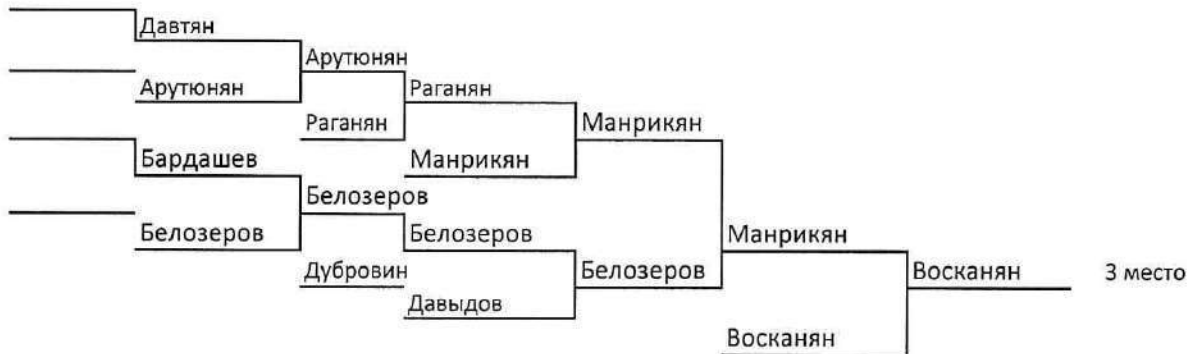 Давтян
Арутюнян
Арутюнян
Раганян
Раганян
Манрикян
Бардашев
Манрикян
Белозеров
Белозеров
Белозеров
Манрикян
Дубровин
Белозеров
Восканян
3 место
Давыдов
Восканян